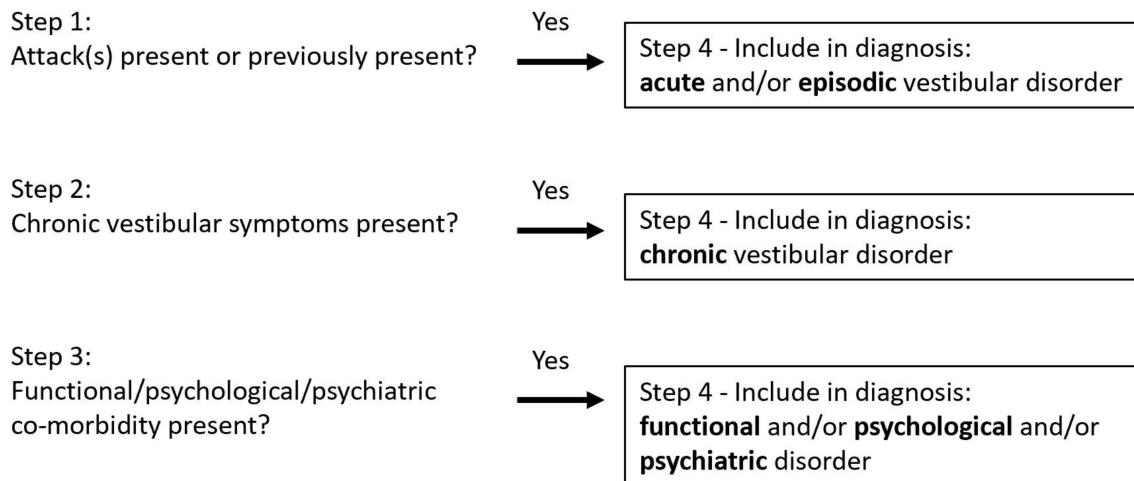 Step 1:
Attack(s) present or previously present?
Yes
Step 4 - Include in diagnosis:
acute and/or episodic vestibular disorder
Step 2:
Chronic vestibular symptoms present?
Yes
Step 4 - Include in diagnosis:
chronic vestibular disorder
Step 3:
Functional/psychological/psychiatric
co-morbidity present?
Yes
Step 4 - Include in diagnosis:
functional and/or psychological and/or
psychiatric disorder